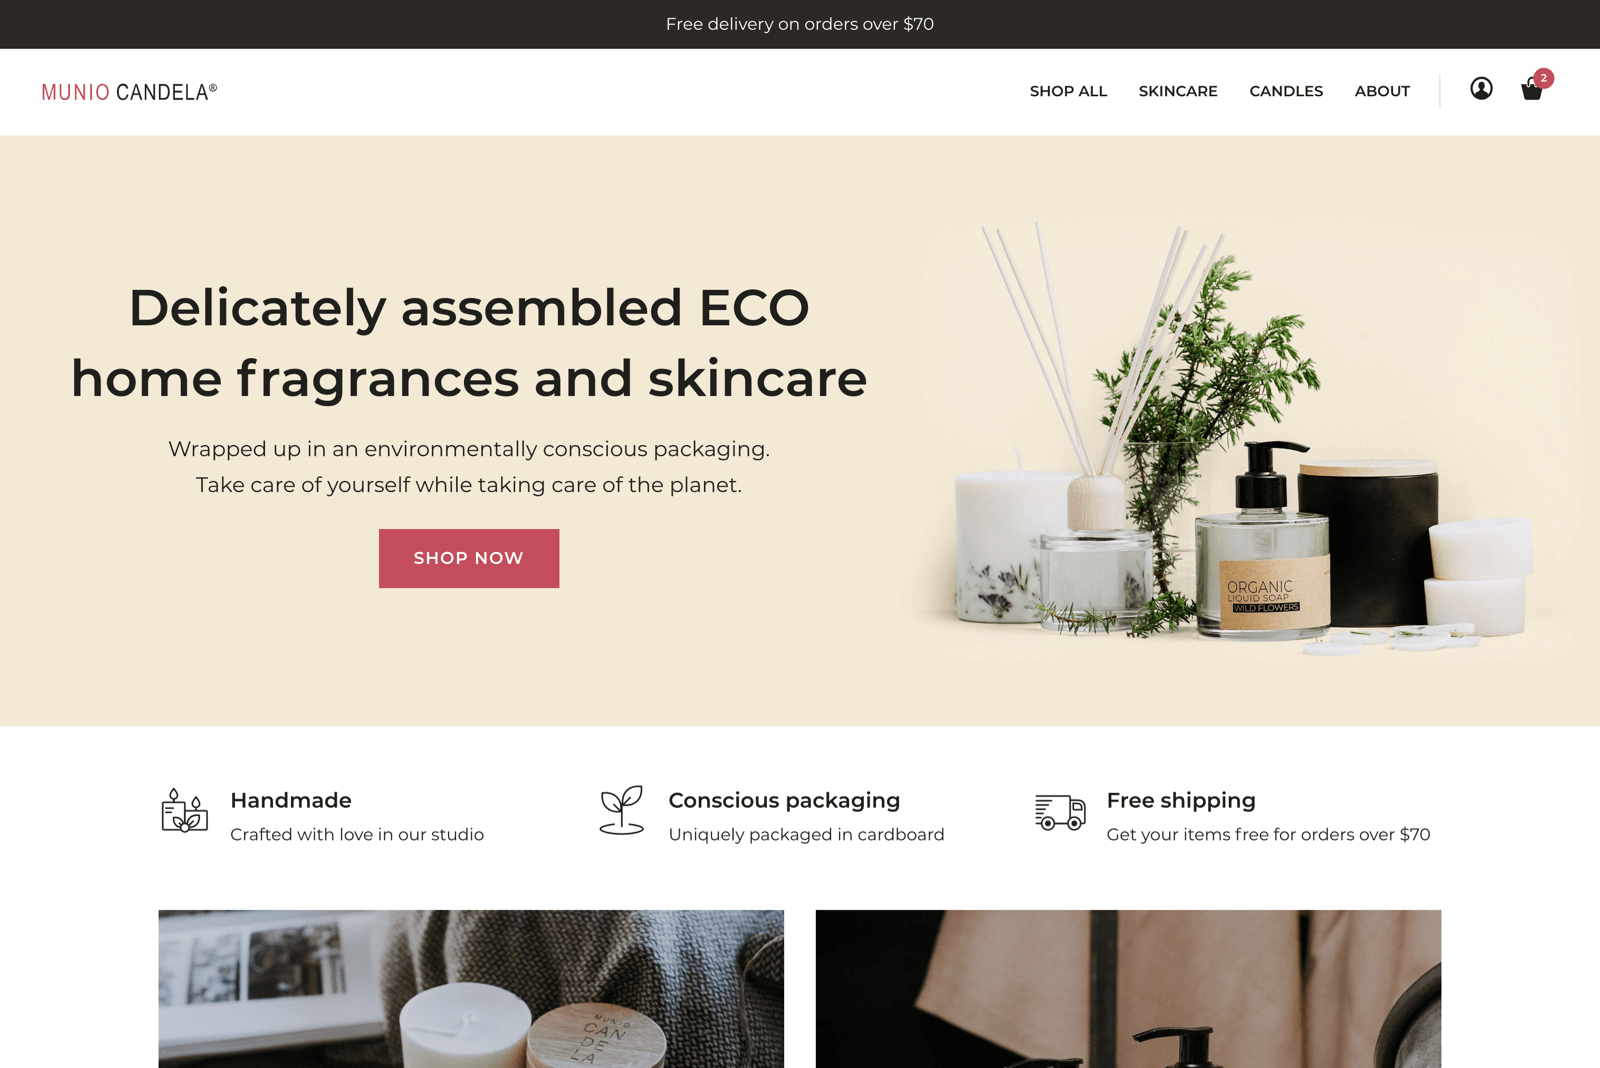 Free delivery on orders over $70
MUNIO CANDELA®
SHOP ALL
SKINCARE
CANDLES
ABOUT
2
Delicately assembled ECO
home fragrances and skincare
Wrapped up in an environmentally conscious packaging.
Take care of yourself while taking care of the planet.
SHOP NOW
ORGANIC
LIQUID SOAP
WILD FLOWERS
Handmade
Crafted with love in our studio
Conscious packaging
Uniquely packaged in cardboard
Free shipping
Get your items free for orders over $70
MUNIO
CAN
DE
LA